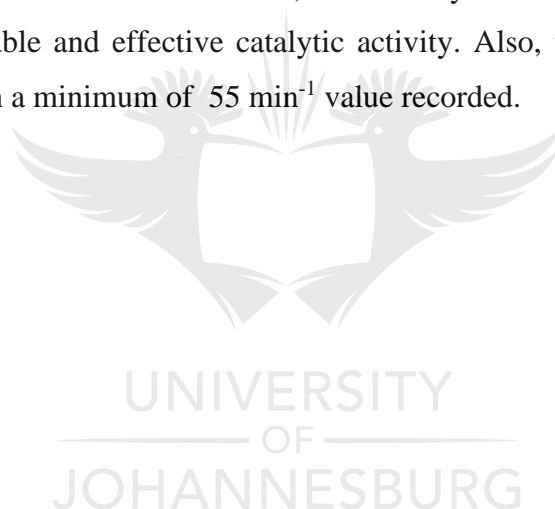 able and effective catalytic activity. Also,
a minimum of 55 min-1 value recorded.
UNIVERSITY
OF
JOHANNESBURG